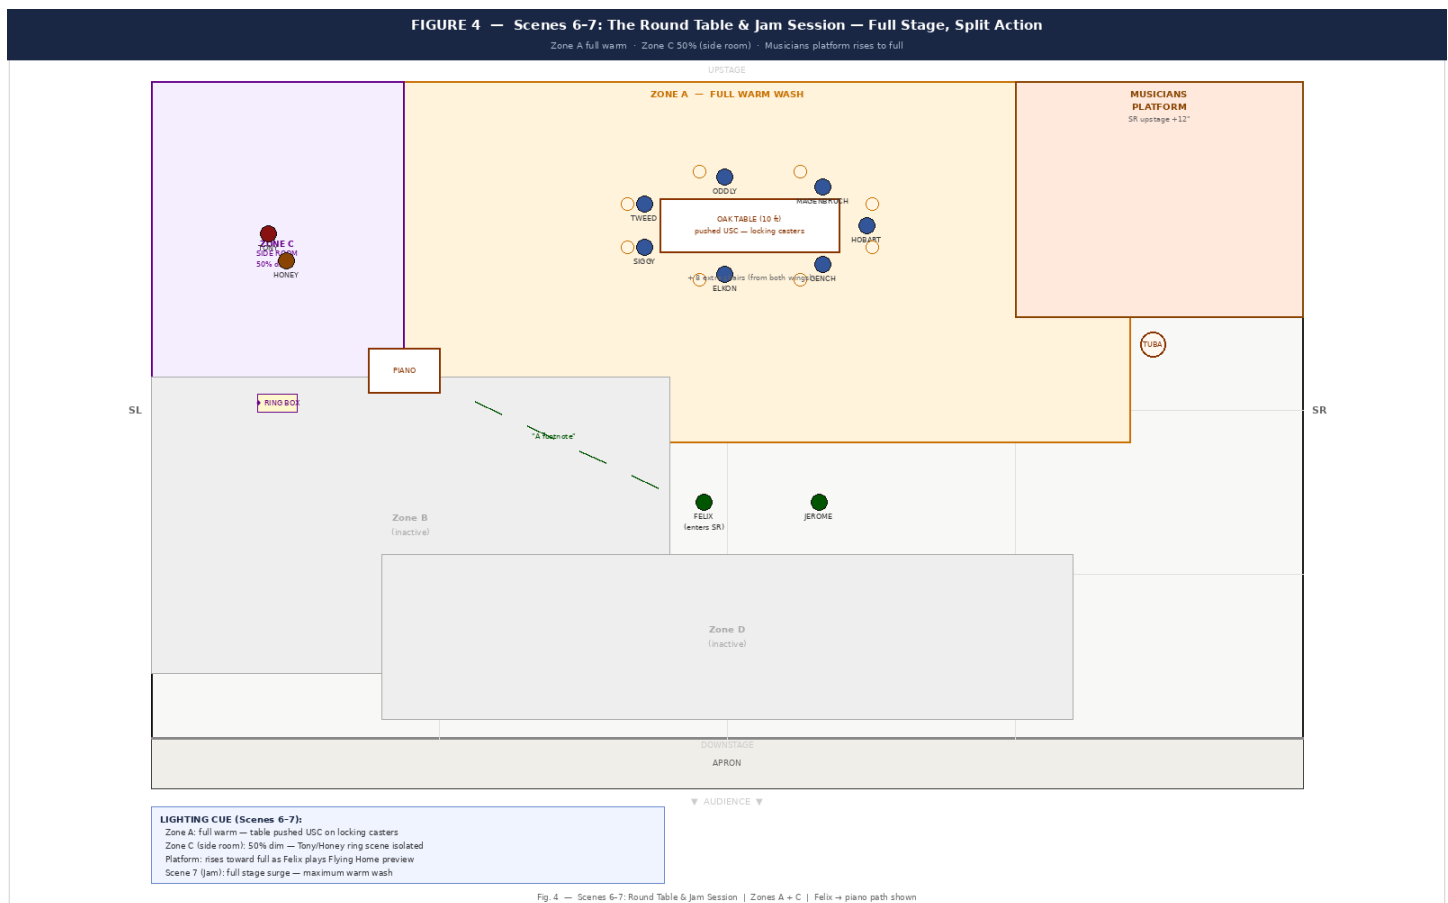 FIGURE 4 — Scenes 6–7: The Round Table & Jam Session — Full Stage, Split Action
Zone A full warm · Zone C 50% (side room) · Musicians platform rises to full
UPSTAGE
ZONE A — FULL WARM WASH
MUSICIANS
PLATFORM
SR upstage +12"
ODDLY
MAGENBRUCH
TWEED
OAK TABLE (10 ft)
pushed USC — locking casters
HOBART
ZONE C
SIDE ROOM
50%
HONEY
SIGGY
GENCH
ELKON
TUBA
PIANO
RING BOX
SL
SR
"A footnote"
FELIX
(enters SR)
JEROME
Zone B
(inactive)
Zone D
(inactive)
DOWNSTAGE
APRON
▼ AUDIENCE ▼
LIGHTING CUE (Scenes 6–7):
Zone A: full warm — table pushed USC on locking casters
Zone C (side room): 50% dim — Tony/Honey ring scene isolated
Platform: rises toward full as Felix plays Flying Home preview
Scene 7 (Jam): full stage surge — maximum warm wash
Fig. 4 — Scenes 6–7: Round Table & Jam Session | Zones A + C | Felix → piano path shown